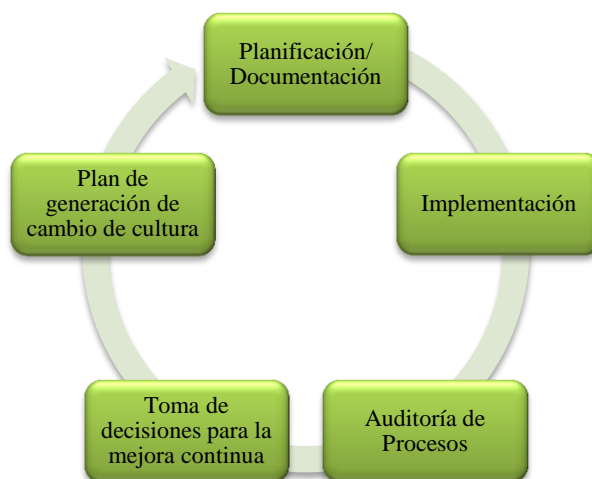 Planificación/
Documentación
Implementación
Auditoría de
Procesos
Toma de
decisiones para la
mejora continua
Plan de
generación de
cambio de cultura